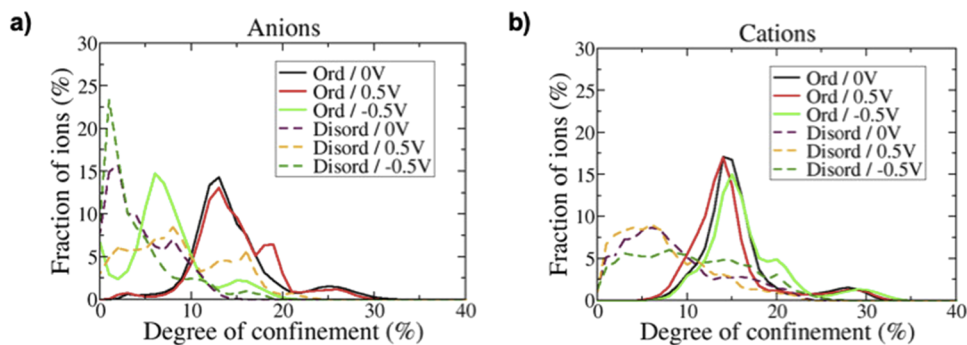 a)
Anions
Fraction of ions (%)
30
25
20
15
10
5
0
Ord / 0V
Ord / 0.5V
Ord / -0.5V
Disord / 0V
Disord / 0.5V
Disord / -0.5V
0
10
20
30
40
Degree of confinement (%)
b)
Cations
Fraction of ions (%)
30
25
20
15
10
5
0
Ord / 0V
Ord / 0.5V
Ord / -0.5V
Disord / 0V
Disord / 0.5V
Disord / -0.5V
0
10
20
30
40
Degree of confinement (%)